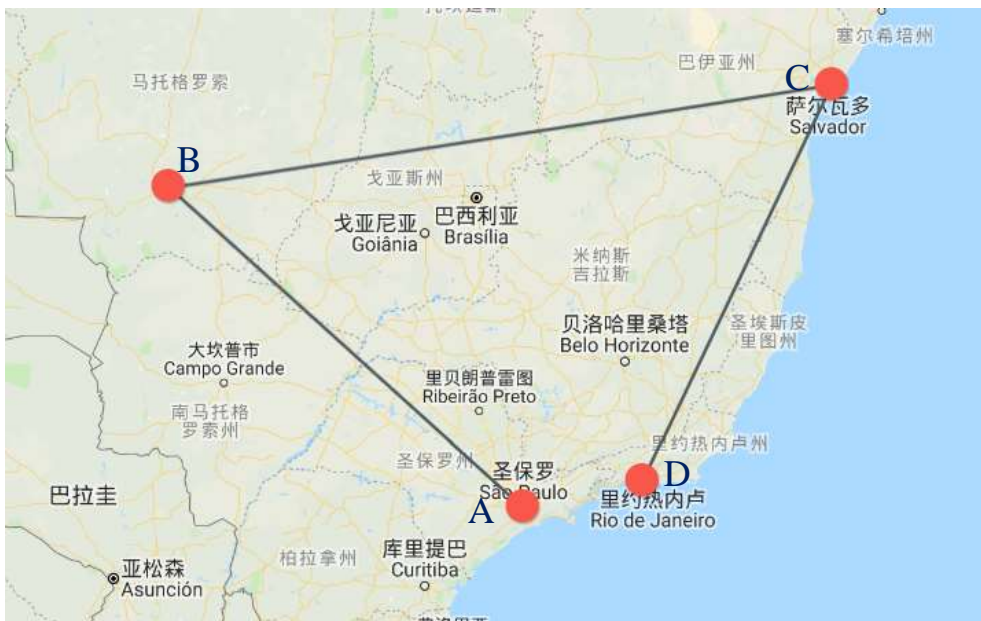 塞尔希培州
巴伊亚州
马托格罗索
C
萨尔瓦多
Salvador
B
戈亚斯州
戈亚尼亚
Goiânia
巴西利亚
Brasília
米纳斯
吉拉斯
贝洛哈里桑塔
Belo Horizonte
圣埃斯皮
里图州
大坎普市
Campo Grande
里贝朗普雷图
Ribeirão Preto
南马托格
罗索州
里约热内卢州
圣保罗州
圣保罗
São Paulo
A
D
里约热内卢
Rio de Janeiro
巴拉圭
柏拉拿州
库里提巴
Curitiba
亚松森
Asunción